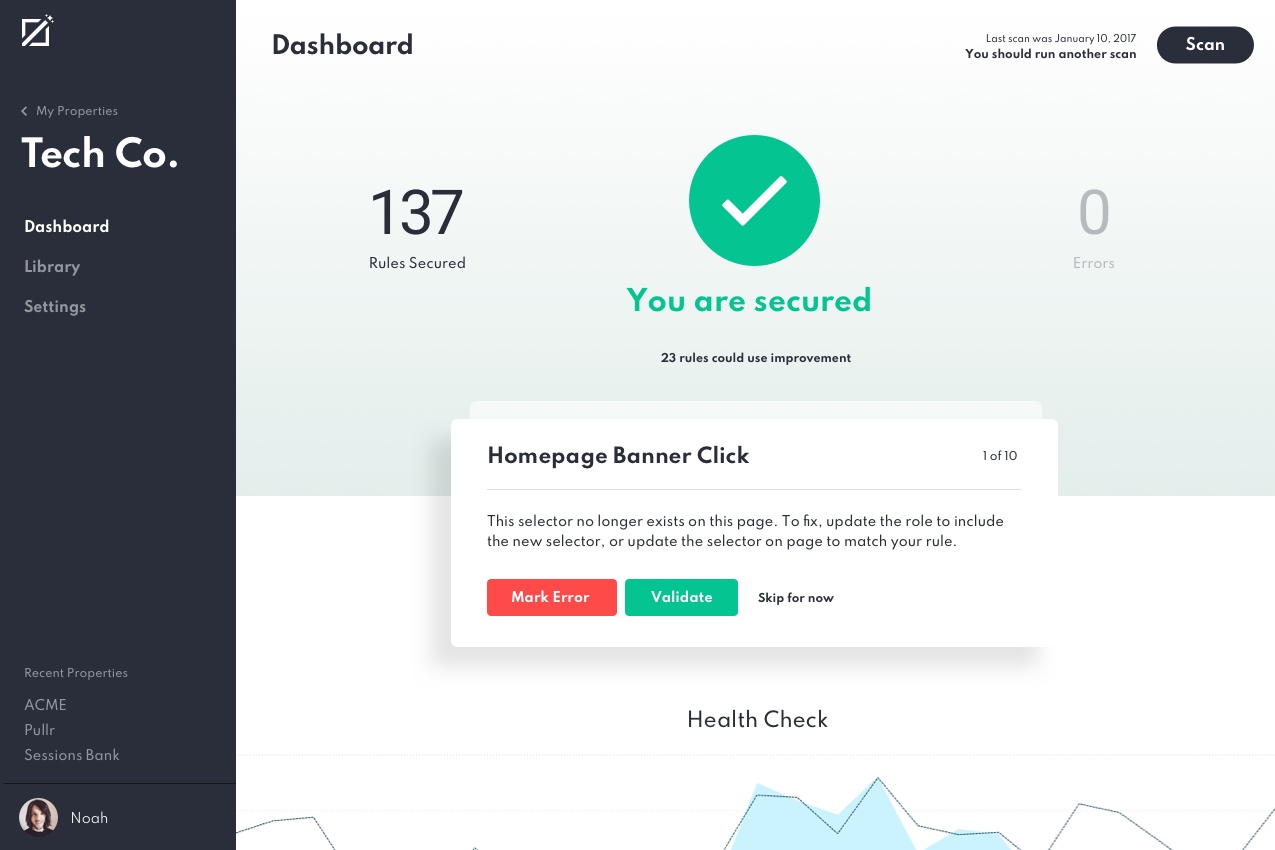 My Properties
Tech Co.
Dashboard
Library
Settings
Recent Properties
ACME
Pullr
Sessions Bank
Noah
Dashboard
Last scan was January 10, 2017
You should run another scan
Scan
137
Rules Secured
0
Errors
You are secured
23 rules could use improvement
Homepage Banner Click
1 of 10
This selector no longer exists on this page. To fix, update the role to include
the new selector, or update the selector on page to match your rule.
Mark Error
Validate
Skip for now
Health Check